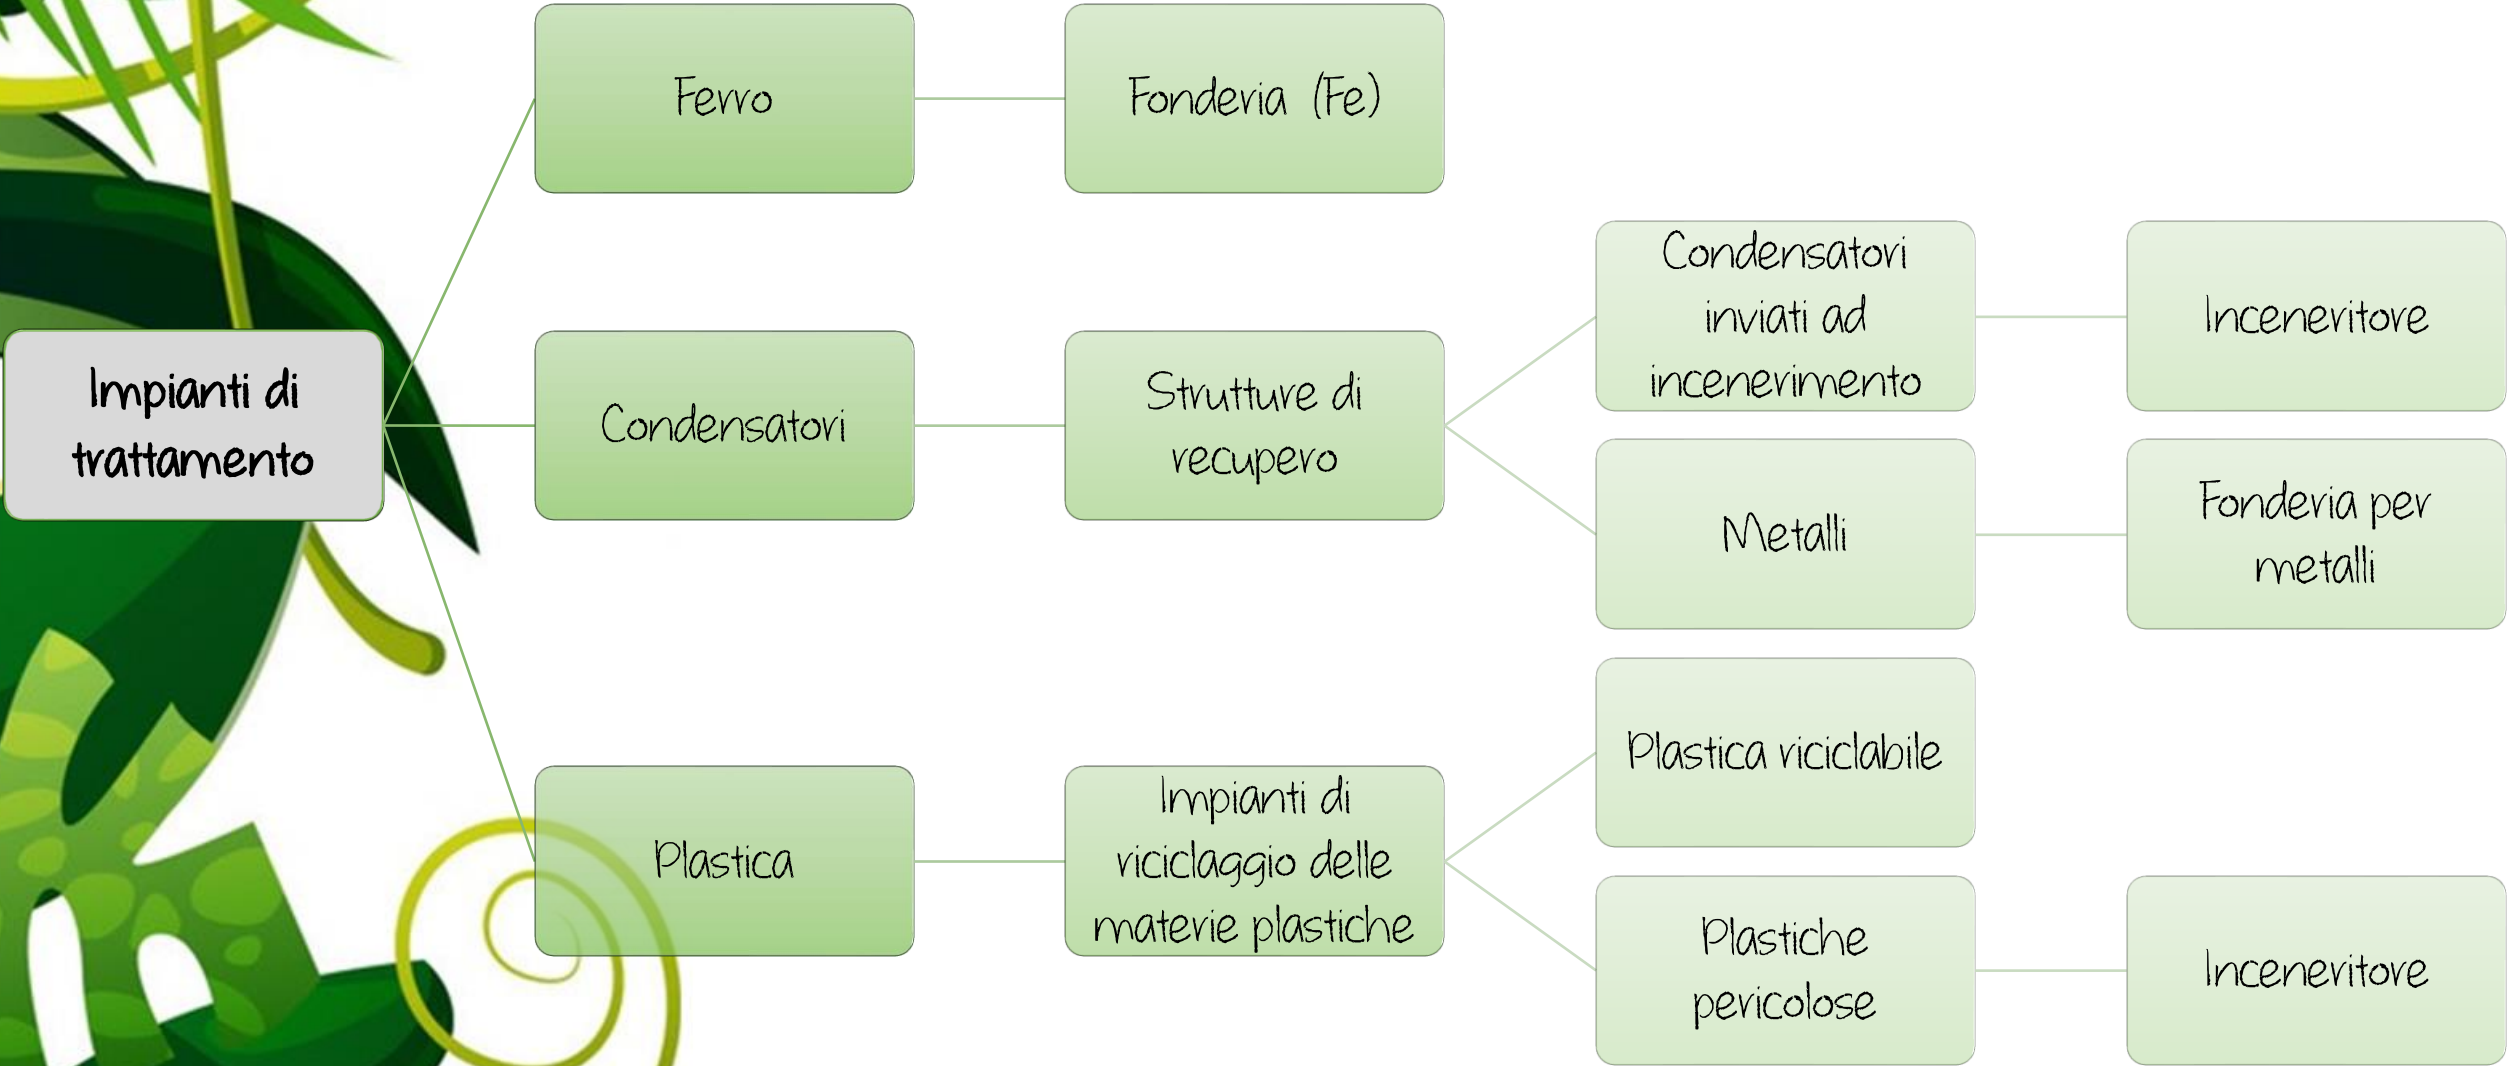 Impianti di
trattamento
Ferro
Fonderia (Fe)
Condensatori
Strutture di
recupero
Condensatori
inviati ad
incenerimento
Inceneritore
Metalli
Fonderia per
metalli
Plastica
Impianti di
riciclaggio delle
materie plastiche
Plastica riciclabile
Plastiche
pericolose
Inceneritore